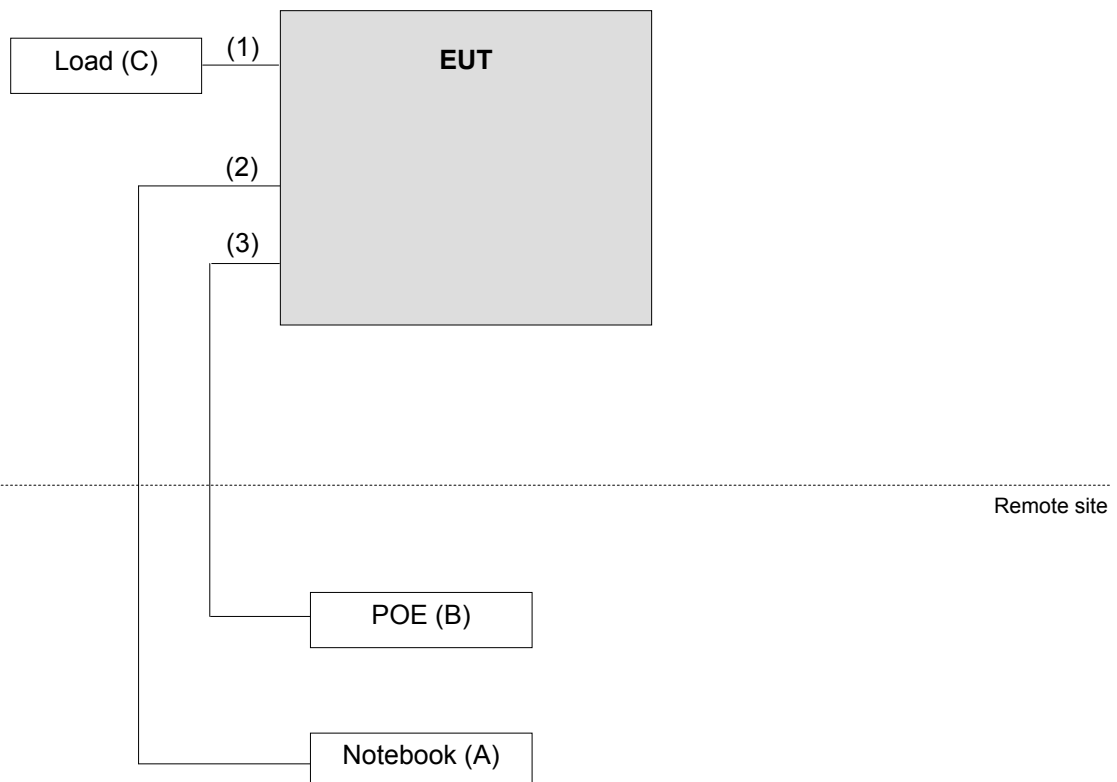 Load (C)
(1)
EUT
(2)
(3)
Remote site
POE (B)
Notebook (A)